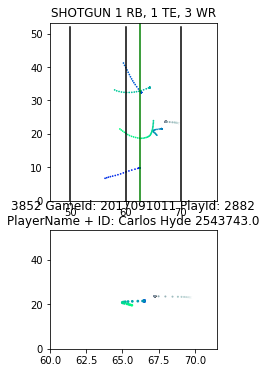 SHOTGUN 1 RB, 1 TE, 3 WR
50
40
30
20
10
0
50 60 70
3852 GameId: 2017091011 PlayId: 2882
PlayerName + ID: Carlos Hyde 2543743.0
40
20
0
60.0 62.5 65.0 67.5 70.0